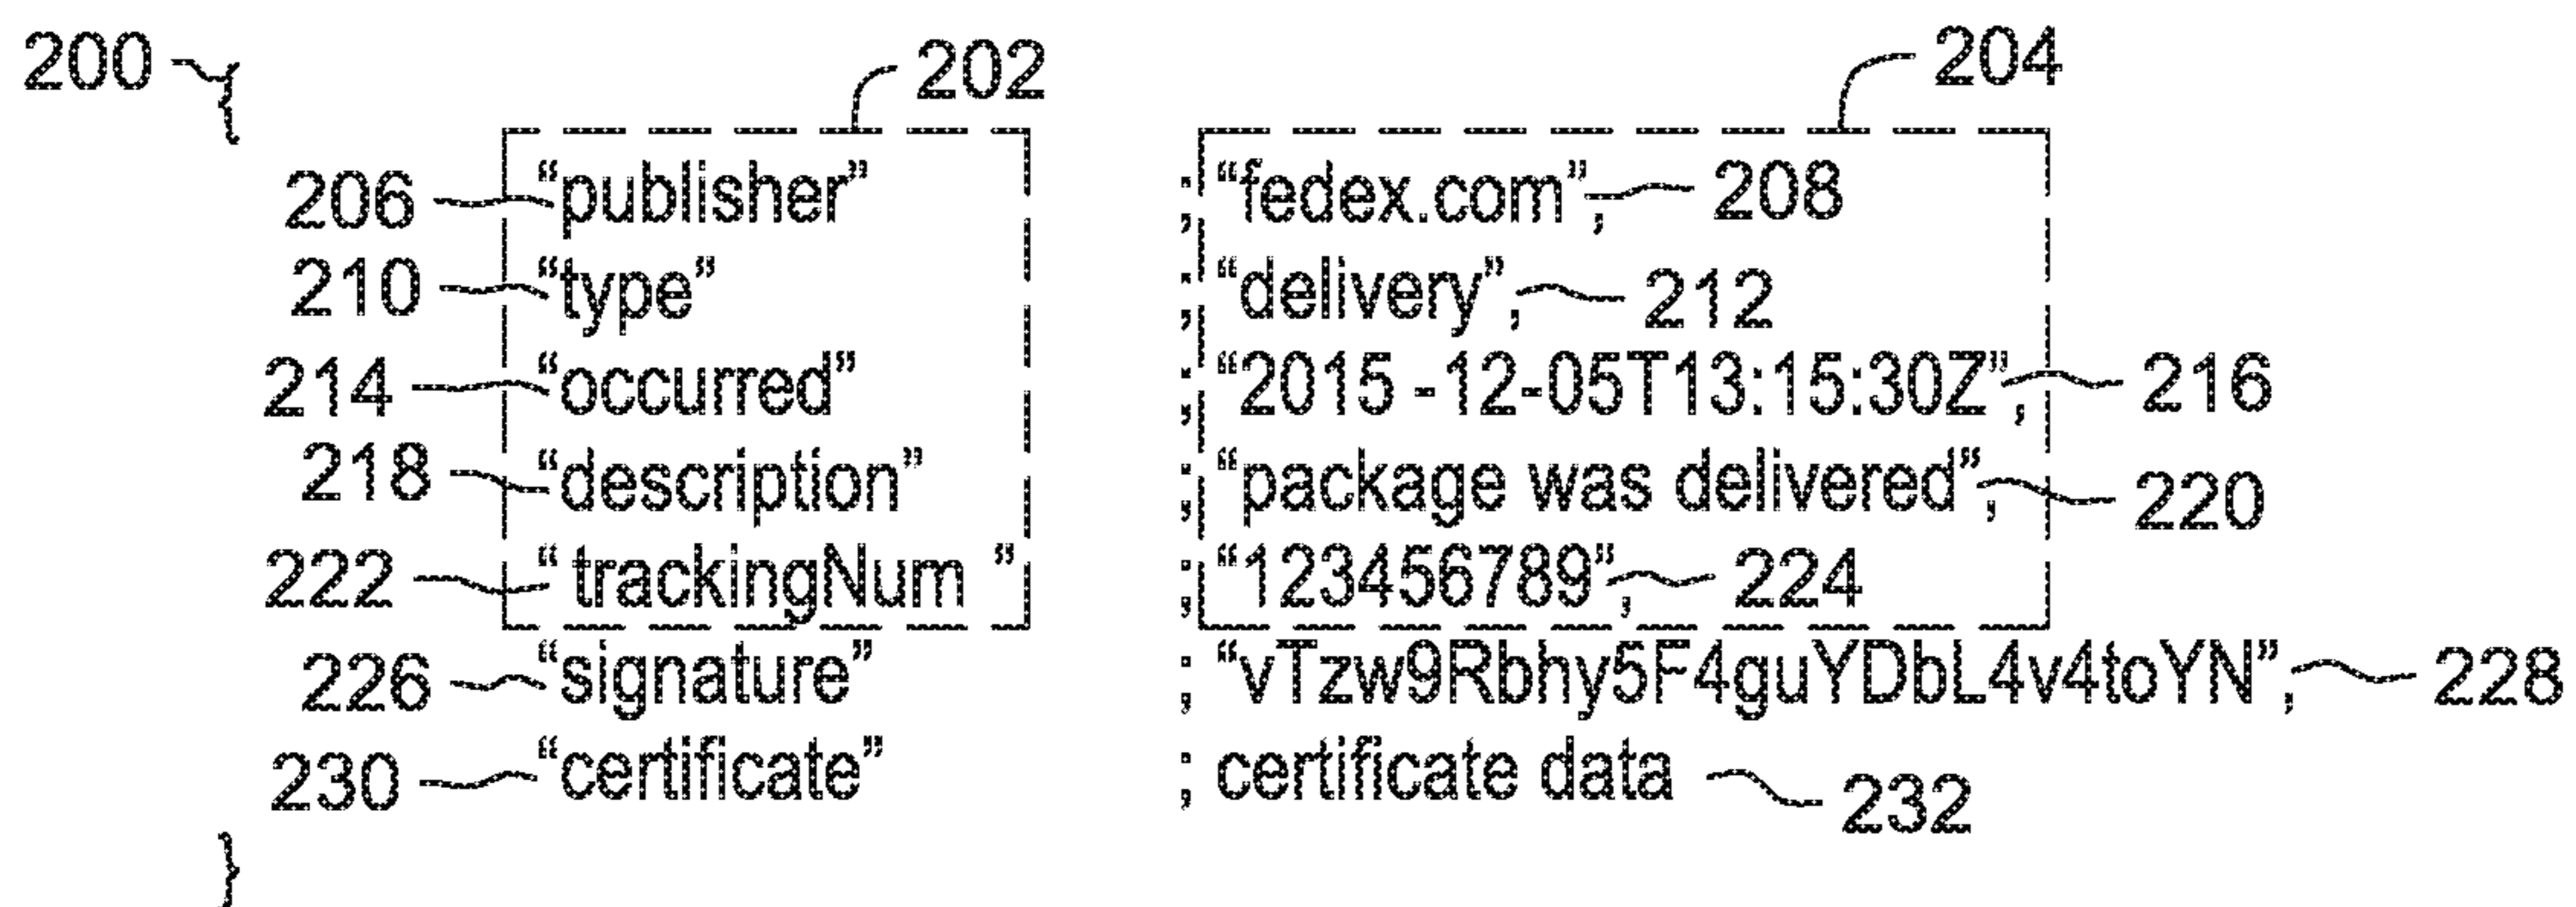 200 { 202 204
206 “publisher” ; “fedex.com”, 208
210 “type” ; “delivery”, 212
214 “occurred” ; “2015 -12-05T13:15:30Z”, 216
218 “description” ; “package was delivered”, 220
222 “ trackingNum ” ; “123456789”, 224
226 “signature” ; “vTzw9Rbhy5F4guYDbL4v4toYN”, 228
230 “certificate” ; certificate data 232
}